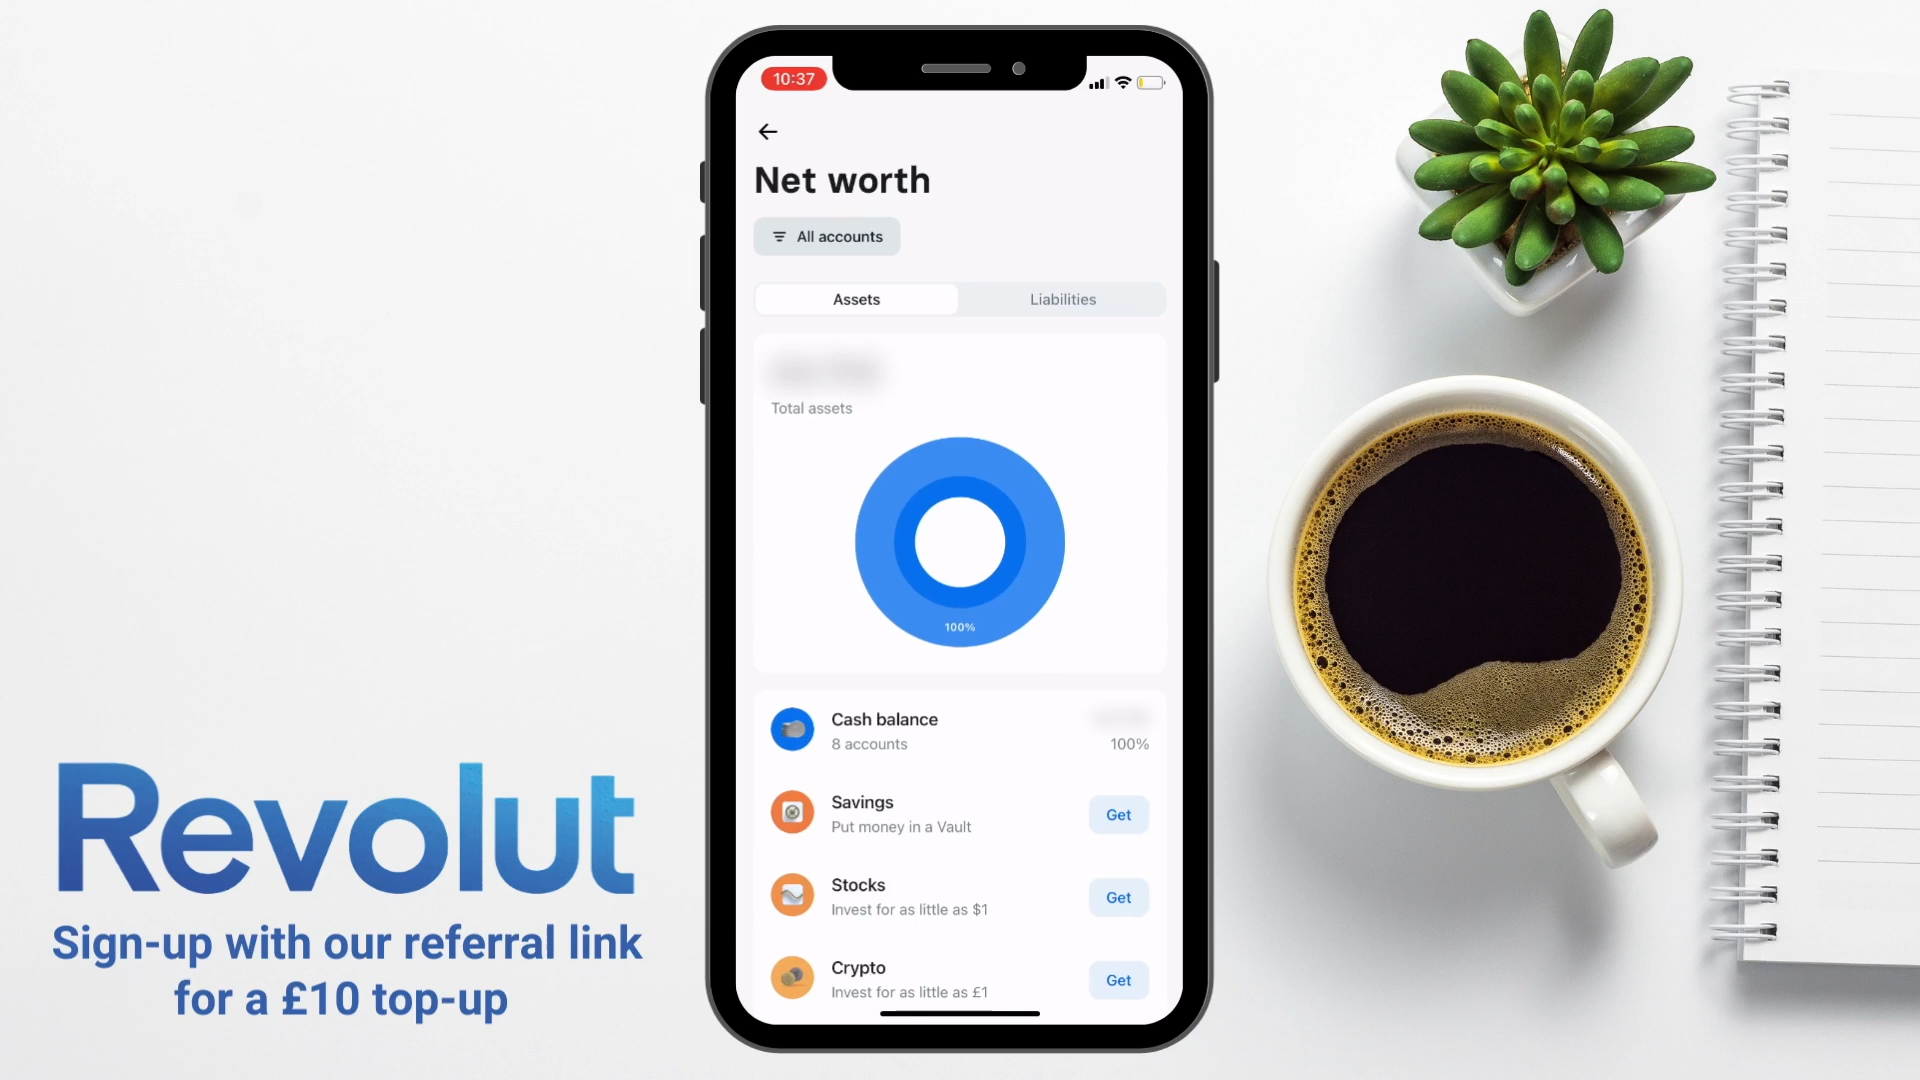 10:37
Net worth
All accounts
Assets
Liabilities
Total assets
100%
Cash balance
8 accounts
100%
Savings
Put money in a Vault
Get
Stocks
Invest for as little as $1
Get
Crypto
Invest for as little as £1
Get
Revolut
Sign-up with our referral link
for a £10 top-up